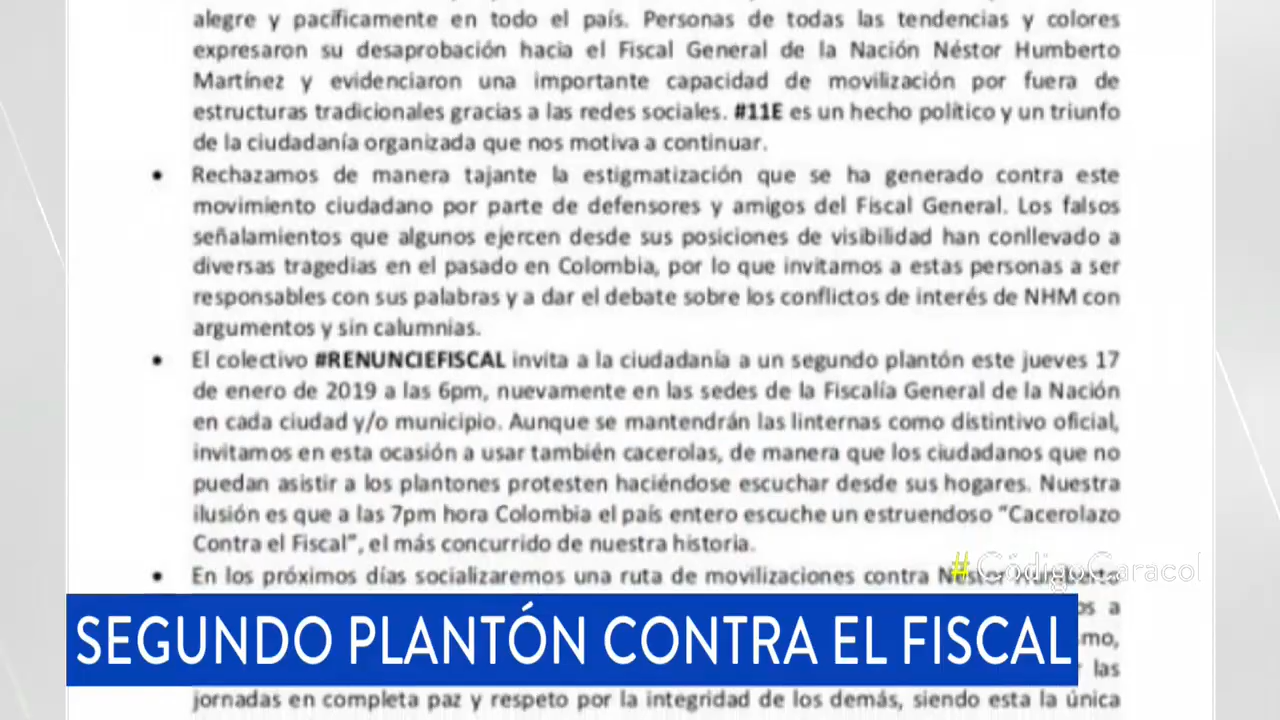 alegre y pacíficamente en todo el país. Personas de todas las tendencias y colores
expresaron su desaprobación hacia el Fiscal General de la Nación Néstor Humberto
Martínez y evidenciaron una importante capacidad de movilización por fuera de
estructuras tradicionales gracias a las redes sociales. #11E es un hecho político y un triunfo
de la ciudadanía organizada que nos motiva a continuar.
• Rechazamos de manera tajante la estigmatización que se ha generado contra este
movimiento ciudadano por parte de defensores y amigos del Fiscal General. Los falsos
señalamientos que algunos ejercen desde sus posiciones de visibilidad han conllevado a
diversas tragedias en el pasado en Colombia, por lo que invitamos a estas personas a ser
responsables con sus palabras y a dar el debate sobre los conflictos de interés de NHM con
argumentos y sin calumnias.
• El colectivo #RENUNCIEFISCAL invita a la ciudadanía a un segundo plantón este jueves 17
de enero de 2019 a las 6pm, nuevamente en las sedes de la Fiscalía General de la Nación
en cada ciudad y/o municipio. Aunque se mantendrán las linternas como distintivo oficial,
invitamos en esta ocasión a usar también cacerolas, de manera que los ciudadanos que no
puedan asistir a los plantones protesten haciéndose escuchar desde sus hogares. Nuestra
ilusión es que a las 7pm hora Colombia el país entero escuche un estruendoso “Cacerolazo
Contra el Fiscal”, el más concurrido de nuestra historia.
#CódigoCaracol
• En los próximos días socializaremos una ruta de movilizaciones contra Néstor Humberto
a
SEGUNDO PLANTÓN CONTRA EL FISCAL
las
jornadas en completa paz y respeto por la integridad de los demás, siendo esta la única